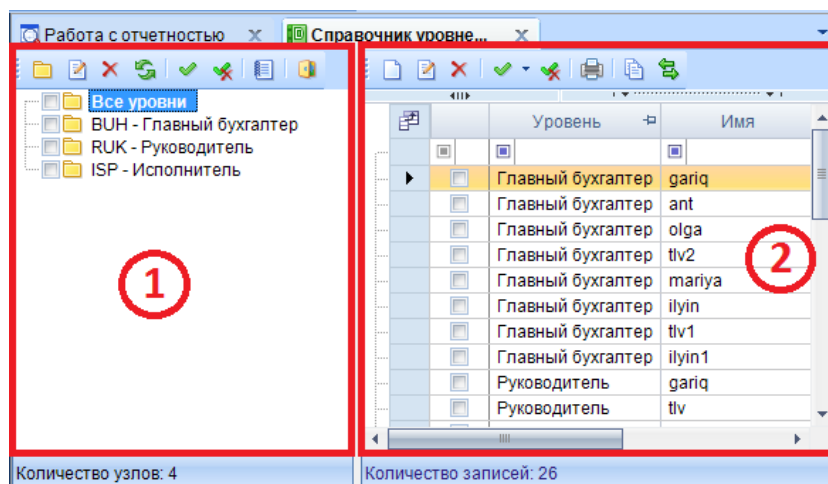 Работа с отчетностью
Справочник уровне...
Все уровни
BUH - Главный бухгалтер
RUK - Руководитель
ISP - Исполнитель
1
Уровень Имя
Главный бухгалтер gariq
Главный бухгалтер ant
Главный бухгалтер olga
Главный бухгалтер tlv2
Главный бухгалтер mariya
Главный бухгалтер ilyin
Главный бухгалтер tlv1
Главный бухгалтер ilyin1
Руководитель gariq
Руководитель tlv
2
Количество узлов: 4
Количество записей: 26